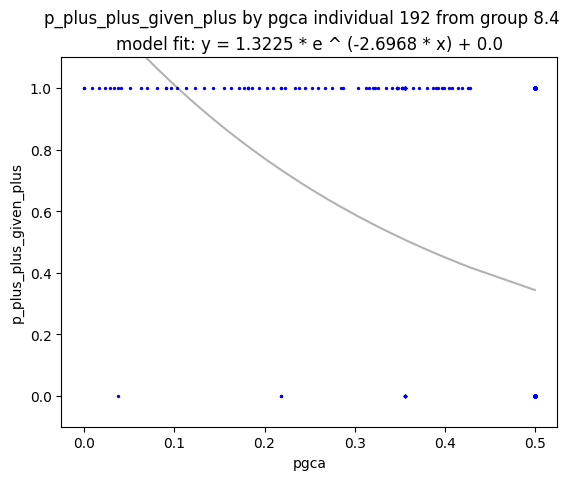 p_plus_plus_given_plus by pgca individual 192 from group 8.4
model fit: y = 1.3225 * e ^ (-2.6968 * x) + 0.0
1.0
0.8
0.6
0.4
0.2
0.0
p_plus_plus_given_plus
0.0 0.1 0.2 0.3 0.4 0.5
pgca